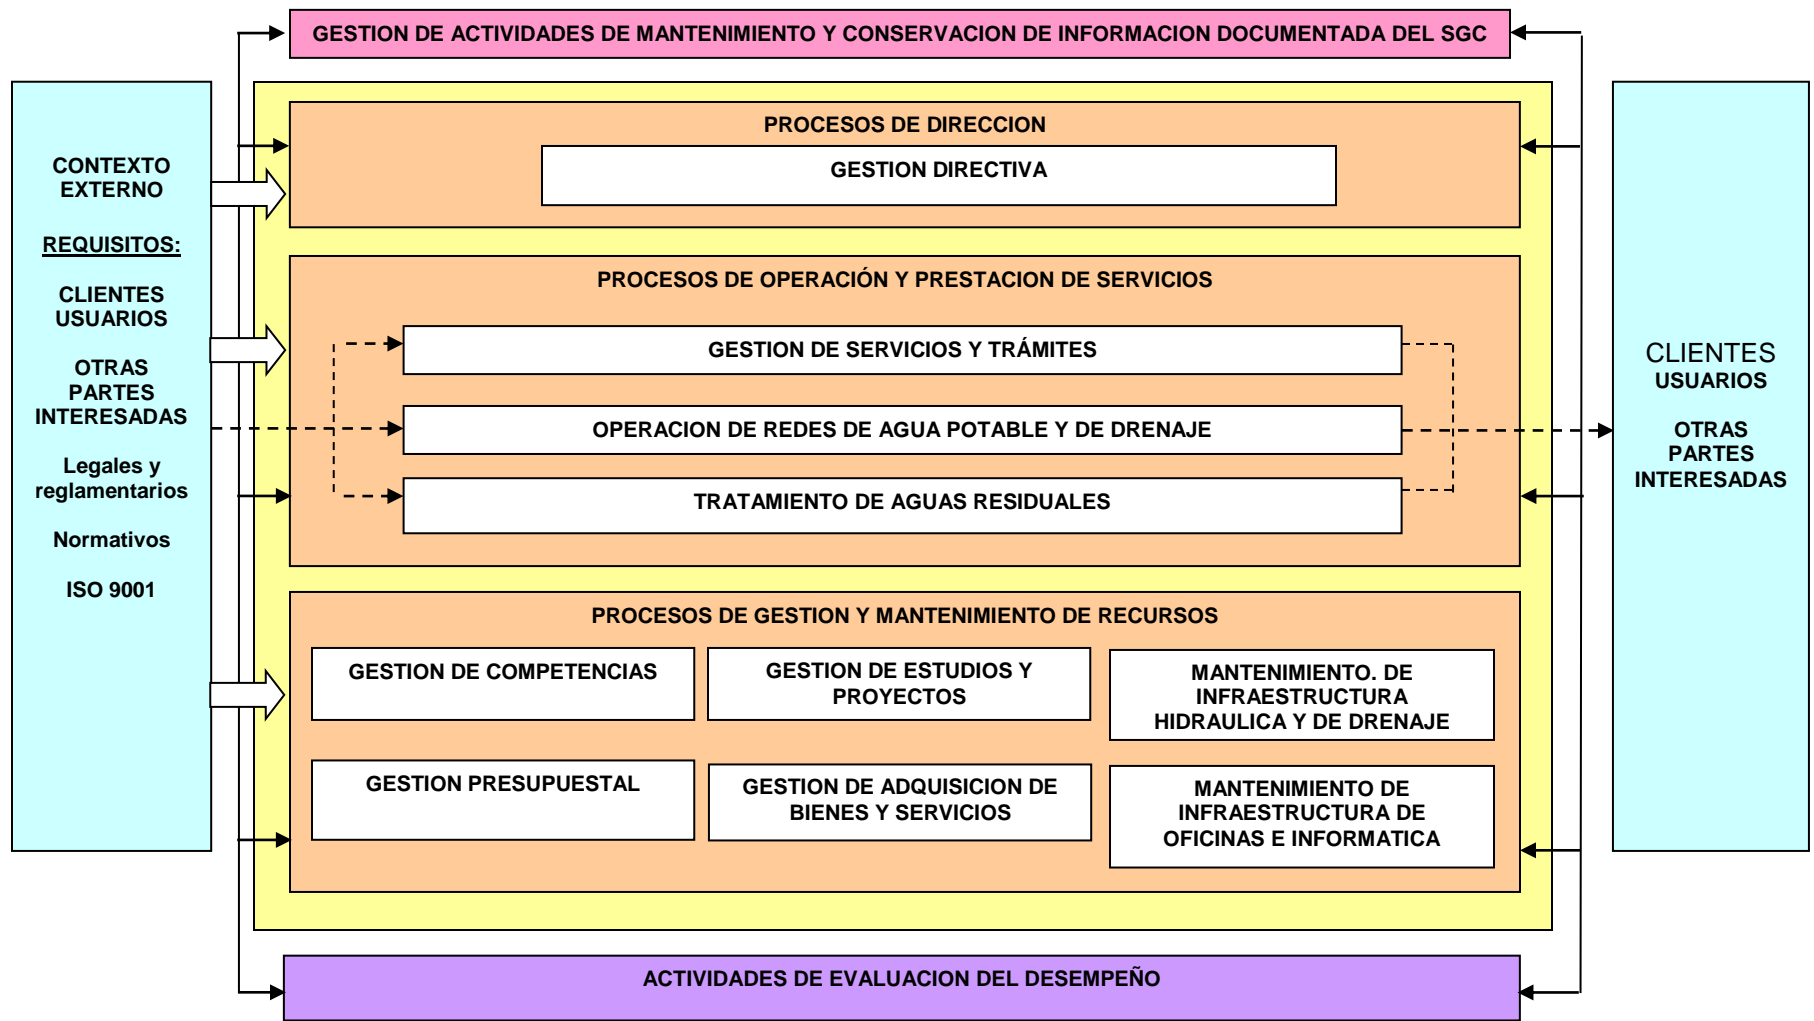 GESTION DE ACTIVIDADES DE MANTENIMIENTO Y CONSERVACION DE INFORMACION DOCUMENTADA DEL SGC
CONTEXTO
EXTERNO
REQUISITOS:
CLIENTES
USUARIOS
OTRAS
PARTES
INTERESADAS
Legales y
reglamentarios
Normativos
ISO 9001
PROCESOS DE DIRECCION
GESTION DIRECTIVA
PROCESOS DE OPERACIÓN Y PRESTACION DE SERVICIOS
GESTION DE SERVICIOS Y TRÁMITES
OPERACION DE REDES DE AGUA POTABLE Y DE DRENAJE
TRATAMIENTO DE AGUAS RESIDUALES
PROCESOS DE GESTION Y MANTENIMIENTO DE RECURSOS
GESTION DE COMPETENCIAS
GESTION DE ESTUDIOS Y
PROYECTOS
MANTENIMIENTO. DE
INFRAESTRUCTURA
HIDRAULICA Y DE DRENAJE
GESTION PRESUPUESTAL
GESTION DE ADQUISICION DE
BIENES Y SERVICIOS
MANTENIMIENTO DE
INFRAESTRUCTURA DE
OFICINAS E INFORMATICA
CLIENTES
USUARIOS
OTRAS
PARTES
INTERESADAS
ACTIVIDADES DE EVALUACION DEL DESEMPEÑO